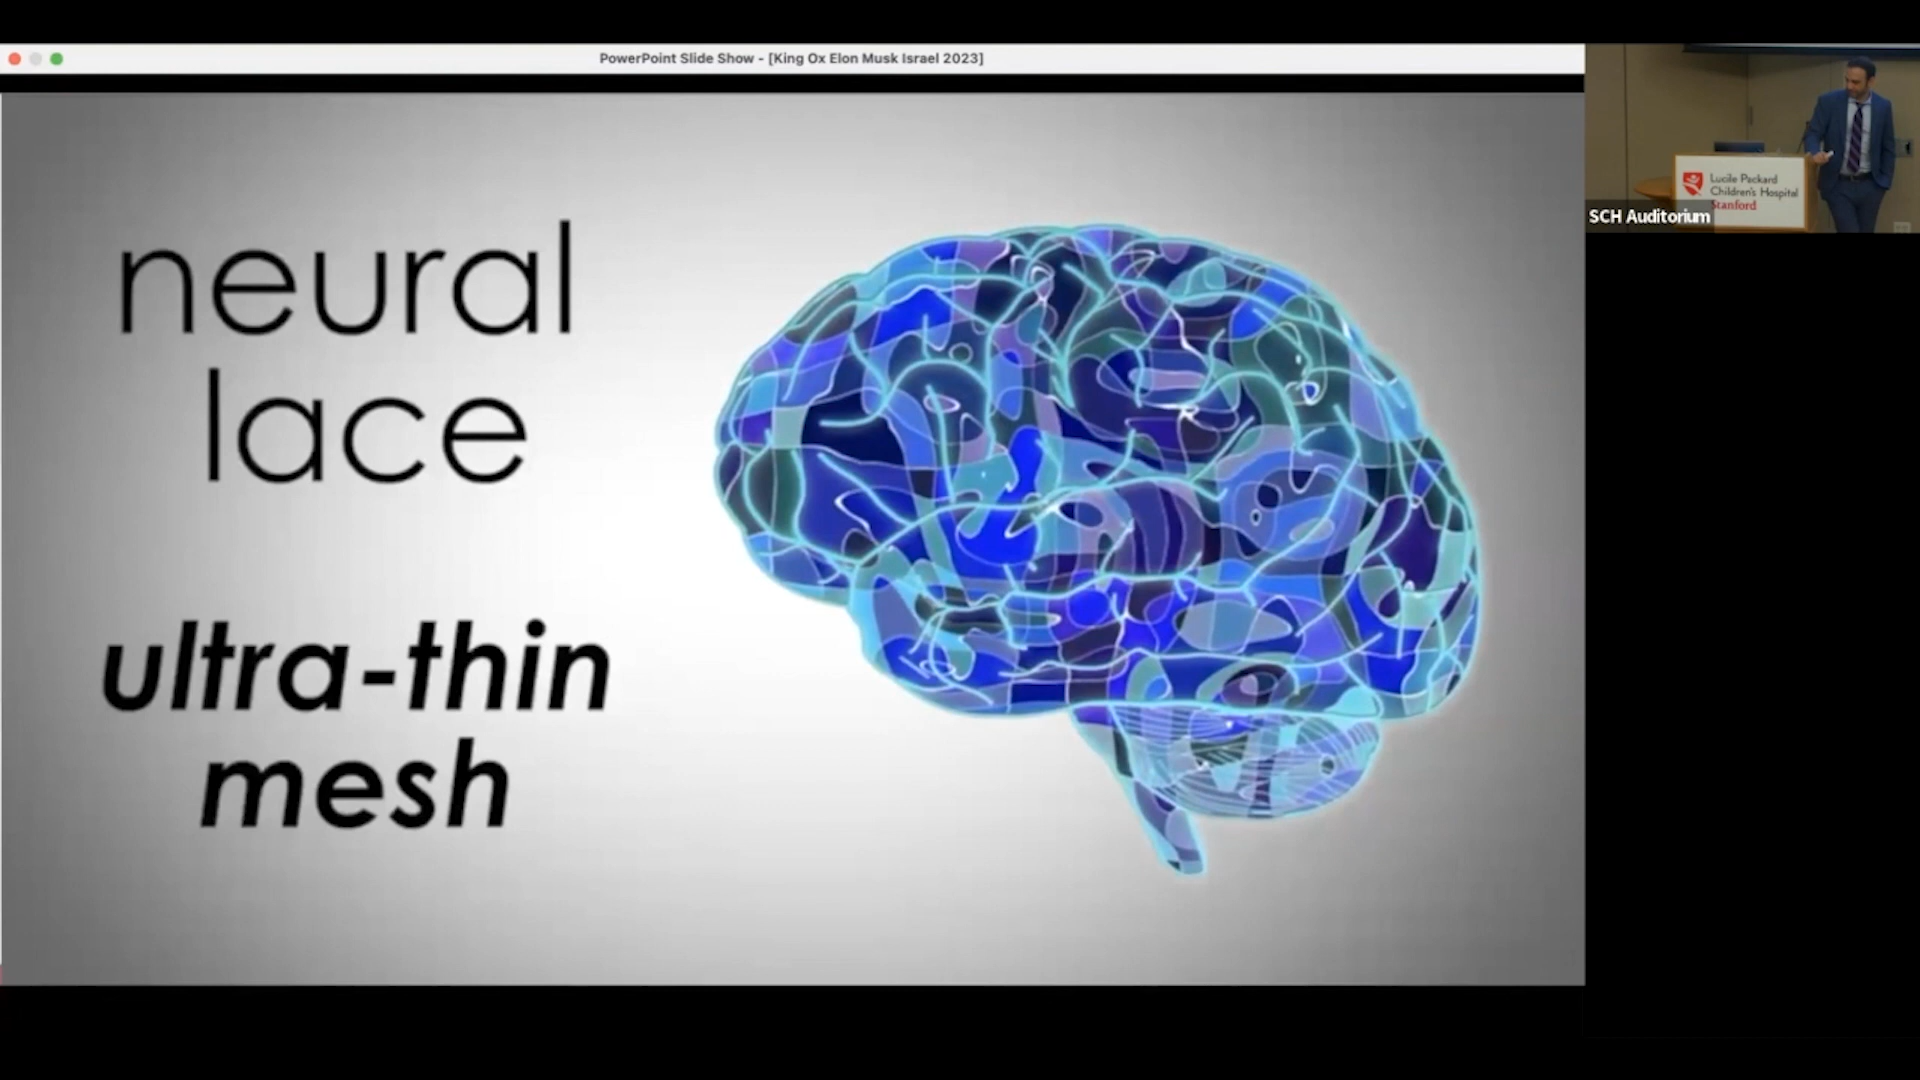 PowerPoint Slide Show - [King Ox Elon Musk Israel 2023]
neural
lace
ultra-thin
mesh
Lucile Packard
Children's Hospital
Stanford
SCH Auditorium